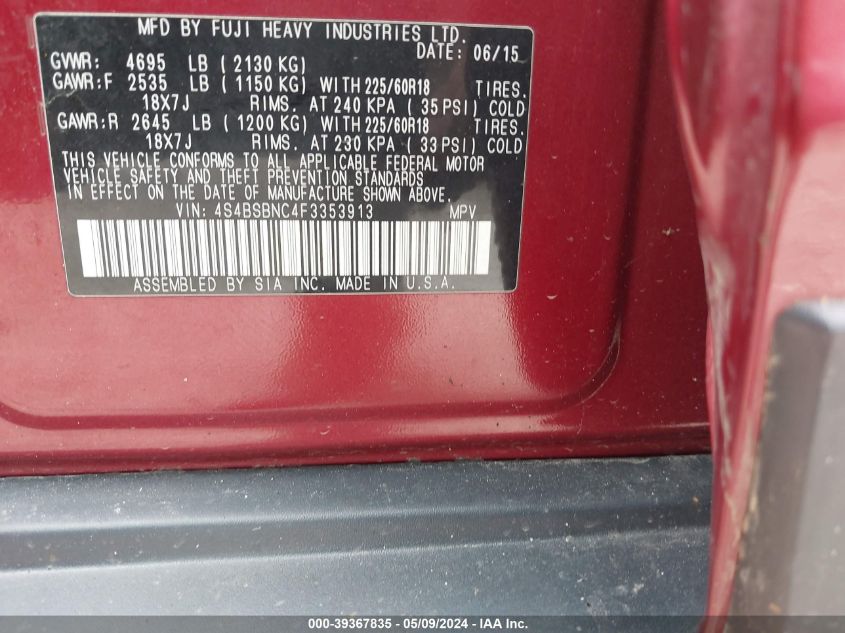 MFD BY FUJI HEAVY INDUSTRIES LTD.
DATE: 06/15
GVWR: 4695 LB ( 2130 KG)
GAWR:F 2535 LB ( 1150 KG) WITH 225/60R18 TIRES.
18X7J RIMS. AT 240 KPA ( 35 PSI) COLD
GAWR:R 2645 LB ( 1200 KG) WITH 225/60R18 TIRES.
18X7J RIMS. AT 230 KPA ( 33 PSI) COLD
THIS VEHICLE CONFORMS TO ALL APPLICABLE FEDERAL MOTOR
VEHICLE SAFETY AND THEFT PREVENTION STANDARDS
IN EFFECT ON THE DATE OF MANUFACTURE SHOWN ABOVE.
VIN: 4S4BSBNC4F3353913 MPV
ASSEMBLED BY SIA INC. MADE IN U.S.A.
000-39367835 - 05/09/2024 - IAA, Inc.